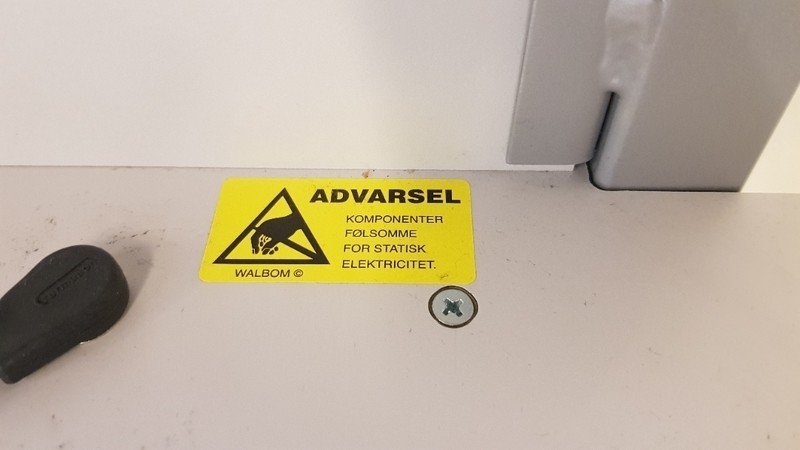 ADVARSEL
KOMPONENTER
FØLSOMME
FOR STATISK
ELEKTRICITET.
WALBOM ©